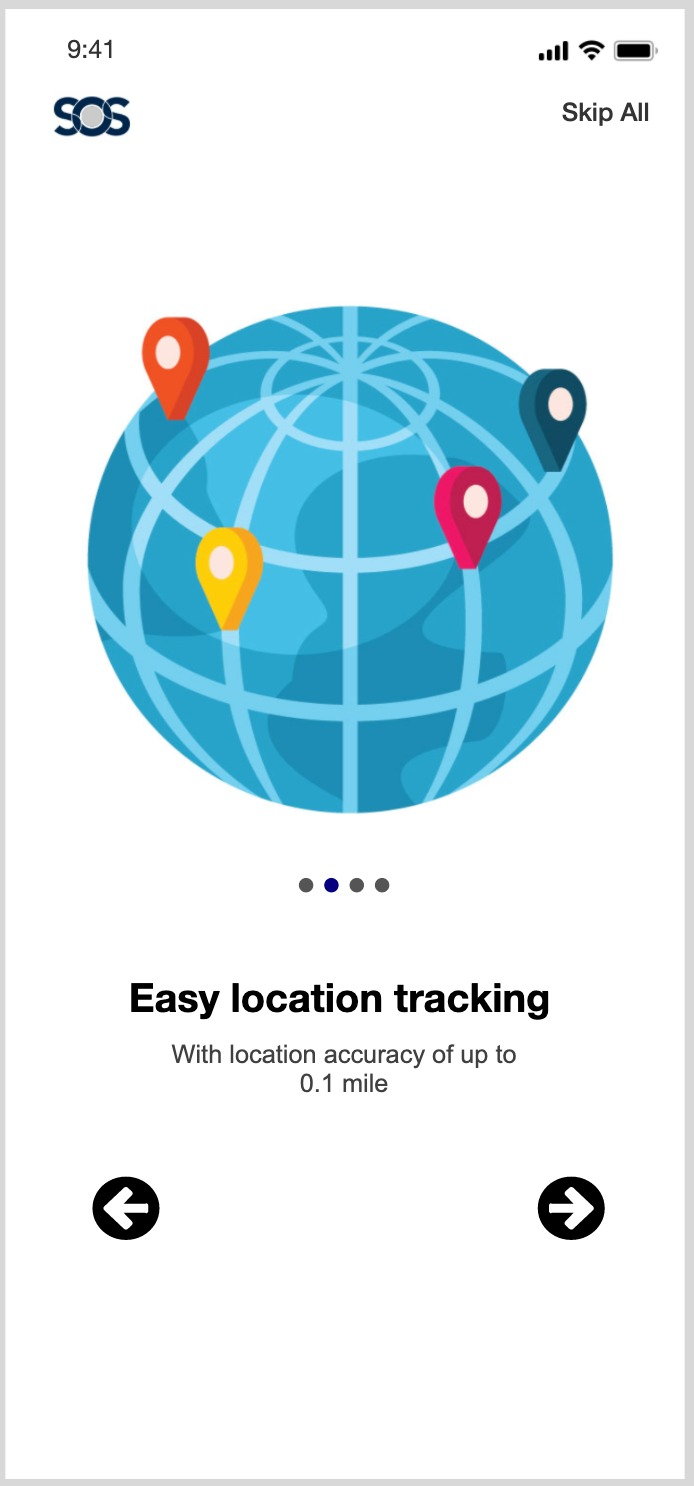 9:41
SOS
Skip All
Easy location tracking
With location accuracy of up to
0.1 mile